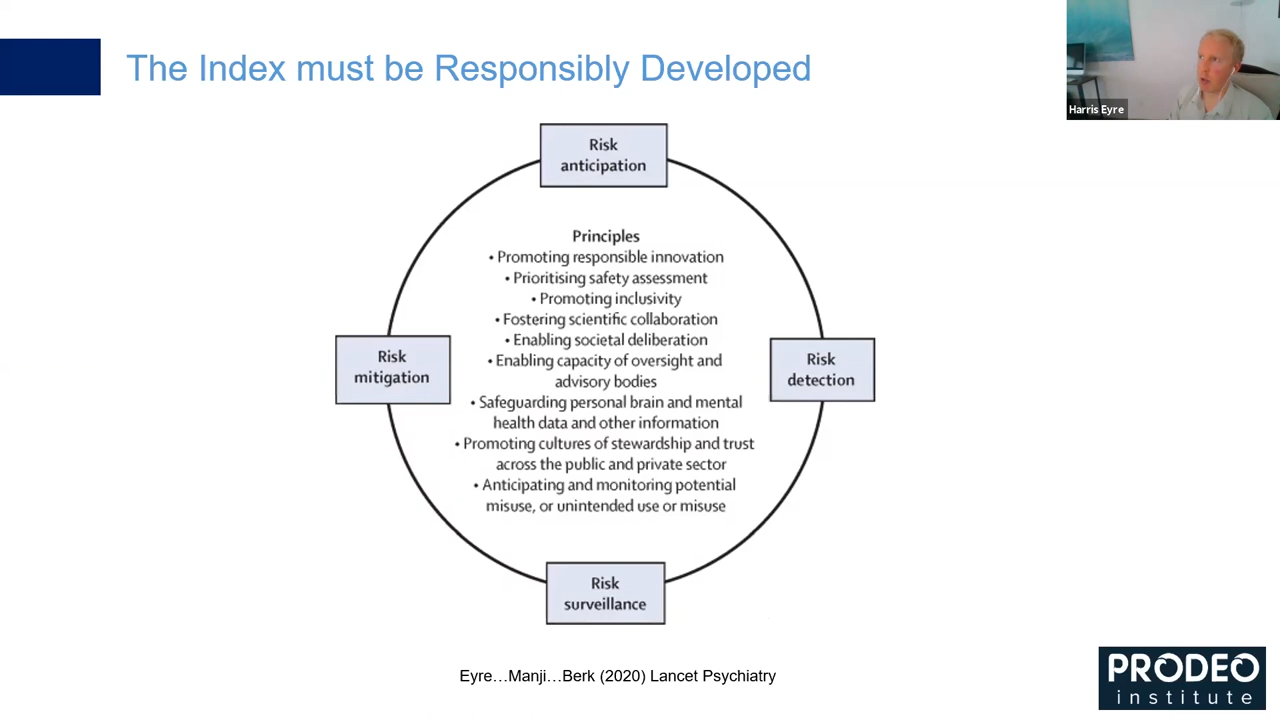 The Index must be Responsibly Developed
Harris Eyre
Risk
anticipation
Principles
• Promoting responsible innovation
• Prioritising safety assessment
• Promoting inclusivity
• Fostering scientific collaboration
• Enabling societal deliberation
• Enabling capacity of oversight and
advisory bodies
• Safeguarding personal brain and mental
health data and other information
• Promoting cultures of stewardship and trust
across the public and private sector
• Anticipating and monitoring potential
misuse, or unintended use or misuse
Risk
mitigation
Risk
detection
Risk
surveillance
Eyre…Manji…Berk (2020) Lancet Psychiatry
PRODEO
institute